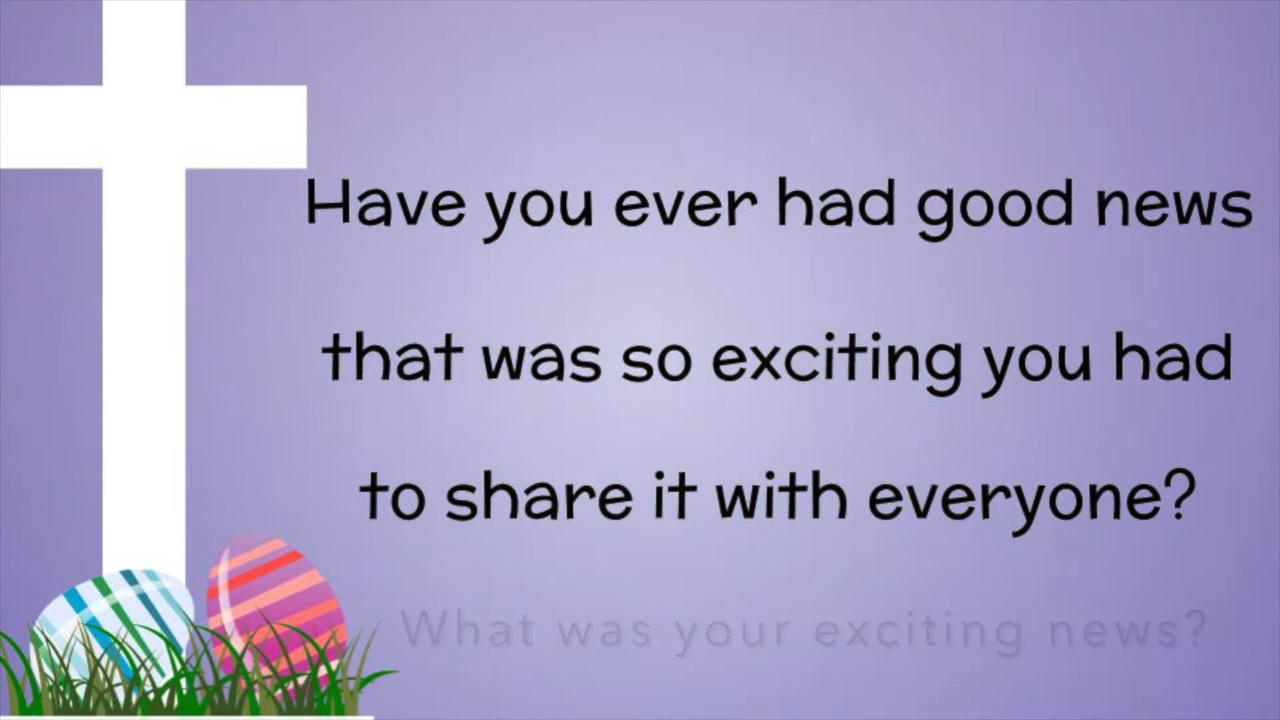 Have you ever had good news
that was so exciting you had
to share it with everyone?
What was your exciting news?